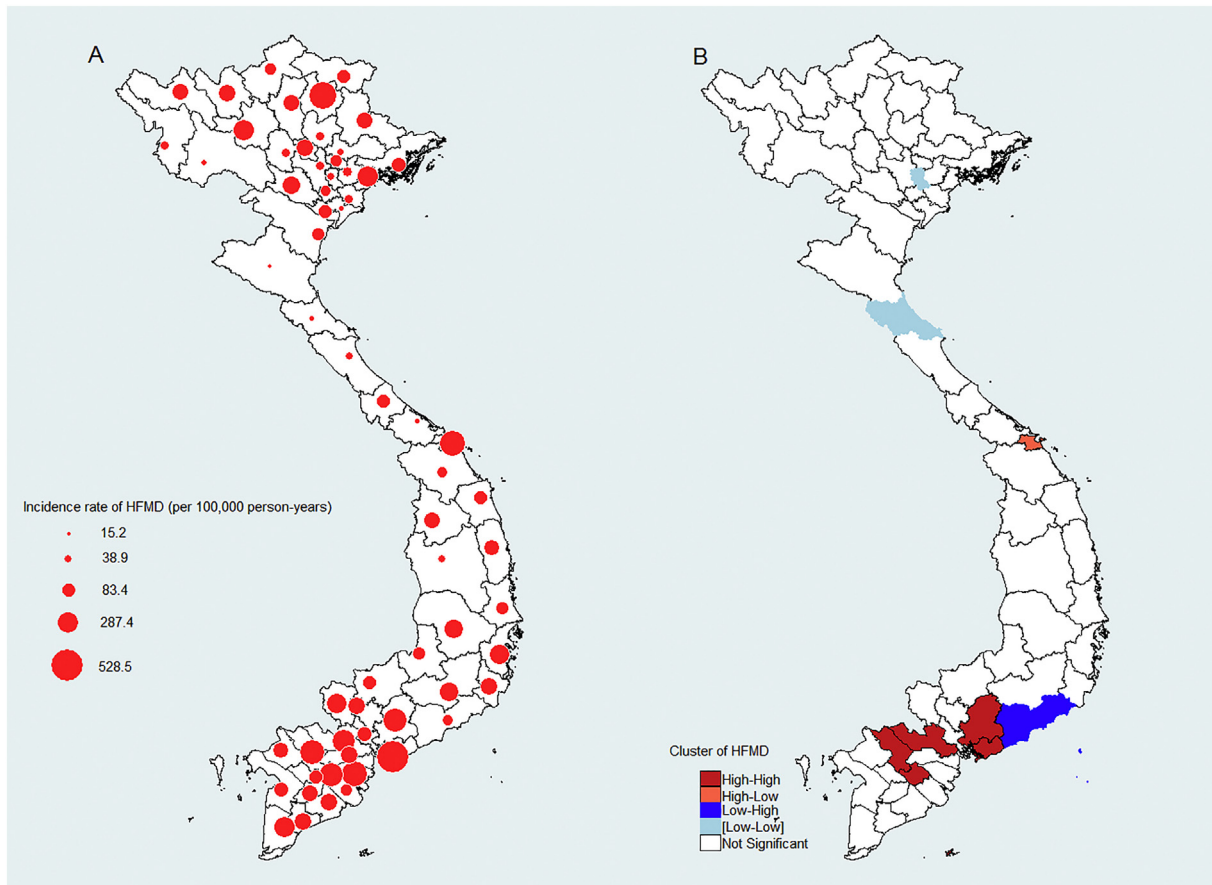 A
B
Incidence rate of HFMD (per 100,000 person-years)
15.2
38.9
83.4
287.4
528.5
Cluster of HFMD
High-High
High-Low
Low-High
[Low-Low]
Not Significant